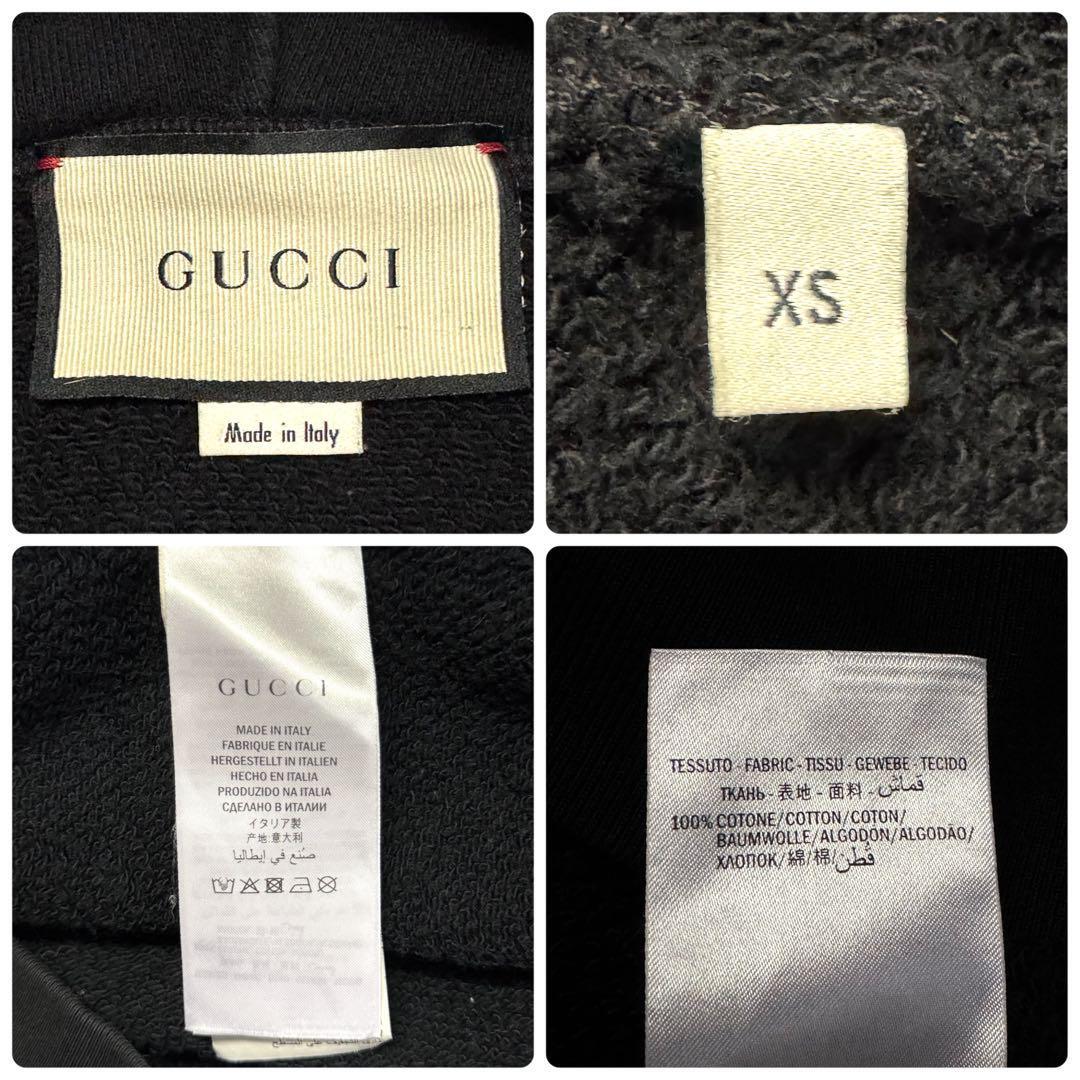 GUCCI
Made in Italy
XS
GUCCI
MADE IN ITALY
FABRIQUE EN ITALIE
HERGESTELLT IN ITALIEN
HECHO EN ITALIA
PRODUZIDO NA ITALIA
СДЕЛАНО В ИТАЛИИ
イタリア製
产地:意大利
صُنع في إيطاليا
TESSUTO - FABRIC - TISSU - GEWEBE - TECIDO
ТКАНЬ - 表地 - 面料 - قماش
100% COTONE/COTTON/COTON/
BAUMWOLLE/ALGODÓN/ALGODÃO/
ХЛОПОК/綿/棉/قُطن